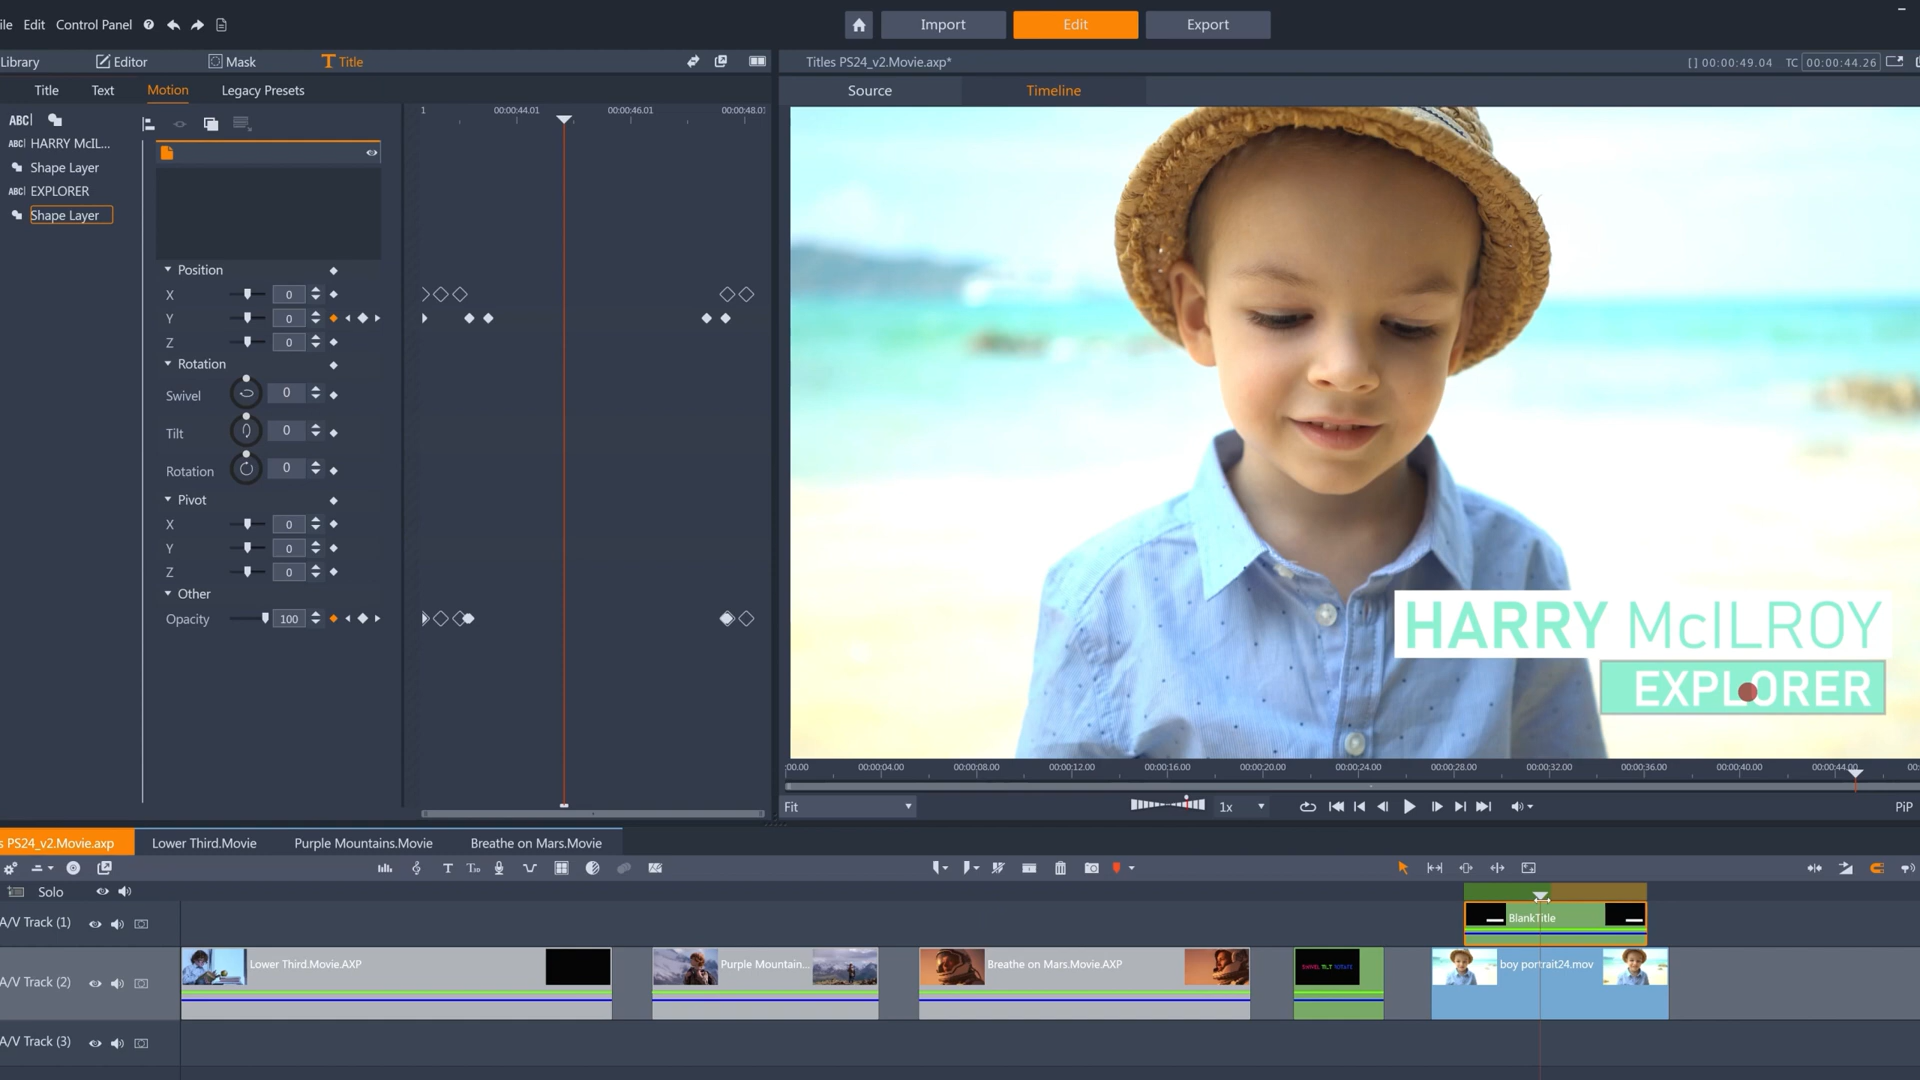 ile Edit Control Panel
Import Edit Export
Library Editor Mask Title
Titles PS24_v2.Movie.axp*
[] 00:00:49.04 TC 00:00:44.26
Title Text Motion Legacy Presets
Source Timeline
1 00:00:44.01 00:00:46.01 00:00:48.01
ABC
ABC HARRY McIL...
Shape Layer
ABC EXPLORER
Shape Layer
Position
X 0
Y 0
Z 0
Rotation
Swivel 0
Tilt 0
Rotation 0
Pivot
X 0
Y 0
Z 0
Other
Opacity 100
HARRY McILROY
EXPLORER
:00.00 00:00:04.00 00:00:08.00 00:00:12.00 00:00:16.00 00:00:20.00 00:00:24.00 00:00:28.00 00:00:32.00 00:00:36.00 00:00:40.00 00:00:44.00 00:
Fit 1x PiP
s PS24_v2.Movie.axp Lower Third.Movie Purple Mountains.Movie Breathe on Mars.Movie
Solo
A/V Track (1)
BlankTitle
A/V Track (2)
Lower Third.Movie.AXP
Purple Mountain...
Breathe on Mars.Movie.AXP
SWIVEL TILT ROTATE
boy portrait24.mov
A/V Track (3)